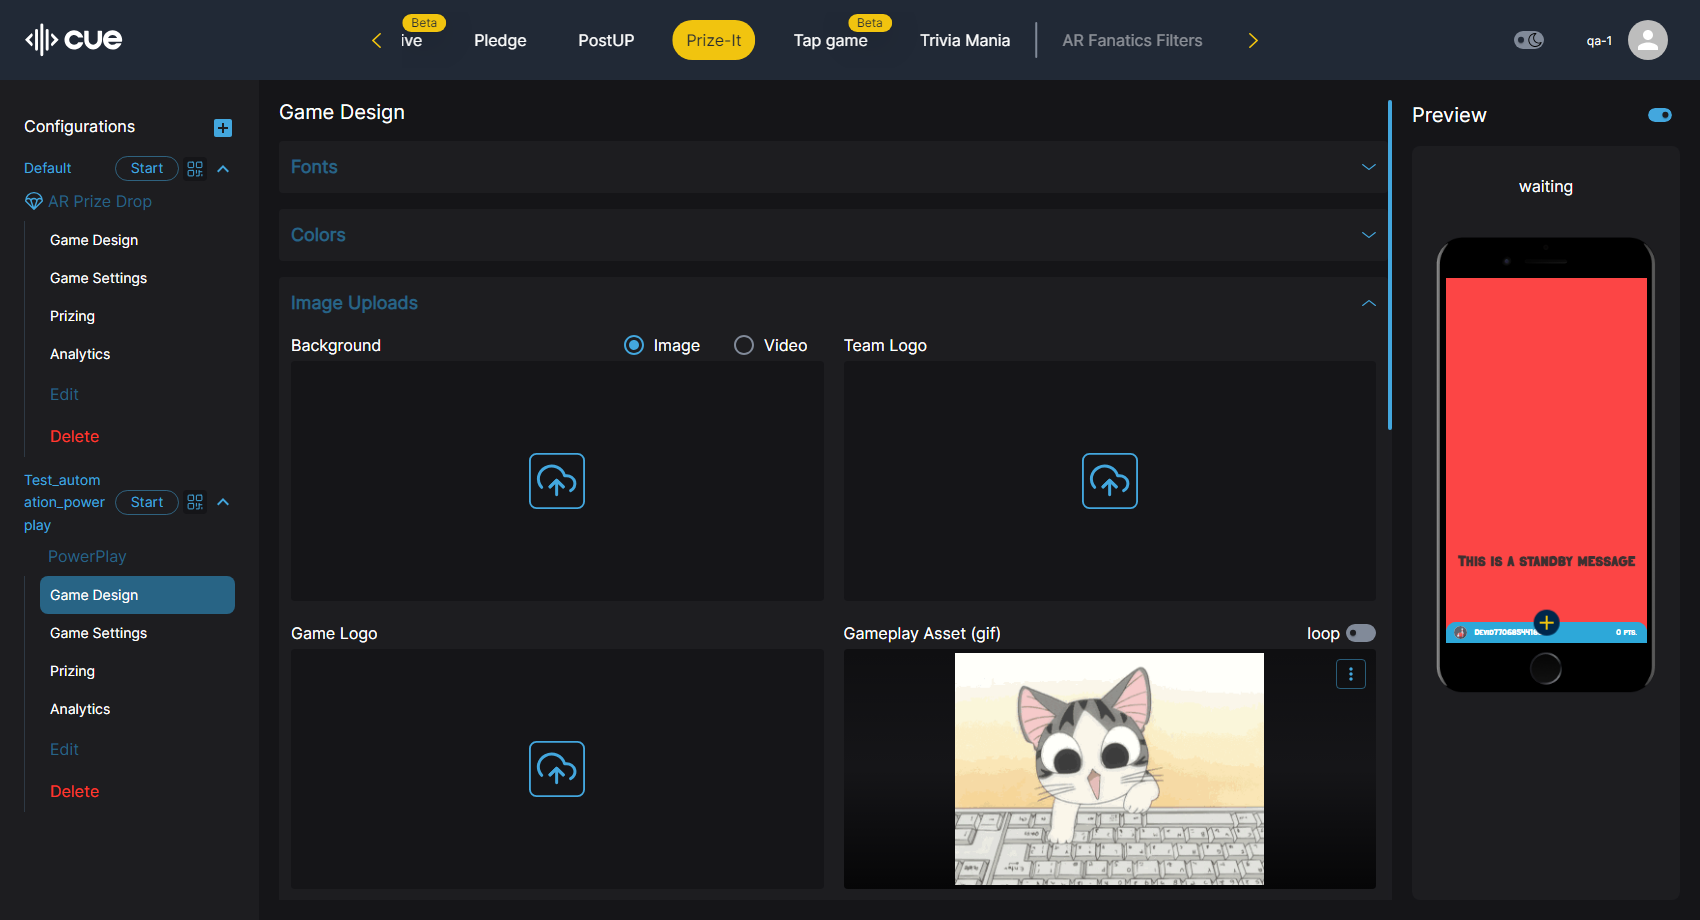 cue
Beta
ive
Pledge
PostUP
Prize-It
Beta
Tap game
Trivia Mania
AR Fanatics Filters
qa-1
Configurations
Default
Start
AR Prize Drop
Game Design
Game Settings
Prizing
Analytics
Edit
Delete
Test_autom
ation_power
play
Start
PowerPlay
Game Design
Game Settings
Prizing
Analytics
Edit
Delete
Game Design
Fonts
Colors
Image Uploads
Background
Image
Video
Team Logo
Game Logo
Gameplay Asset (gif)
loop
Preview
waiting
This is a standby message
0 pts.